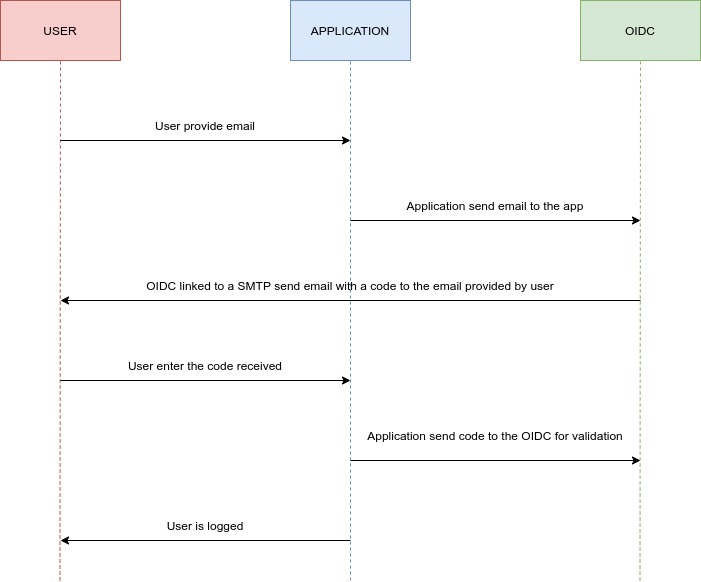 USER
APPLICATION
OIDC
User provide email
Application send email to the app
OIDC linked to a SMTP send email with a code to the email provided by user
User enter the code received
Application send code to the OIDC for validation
User is logged